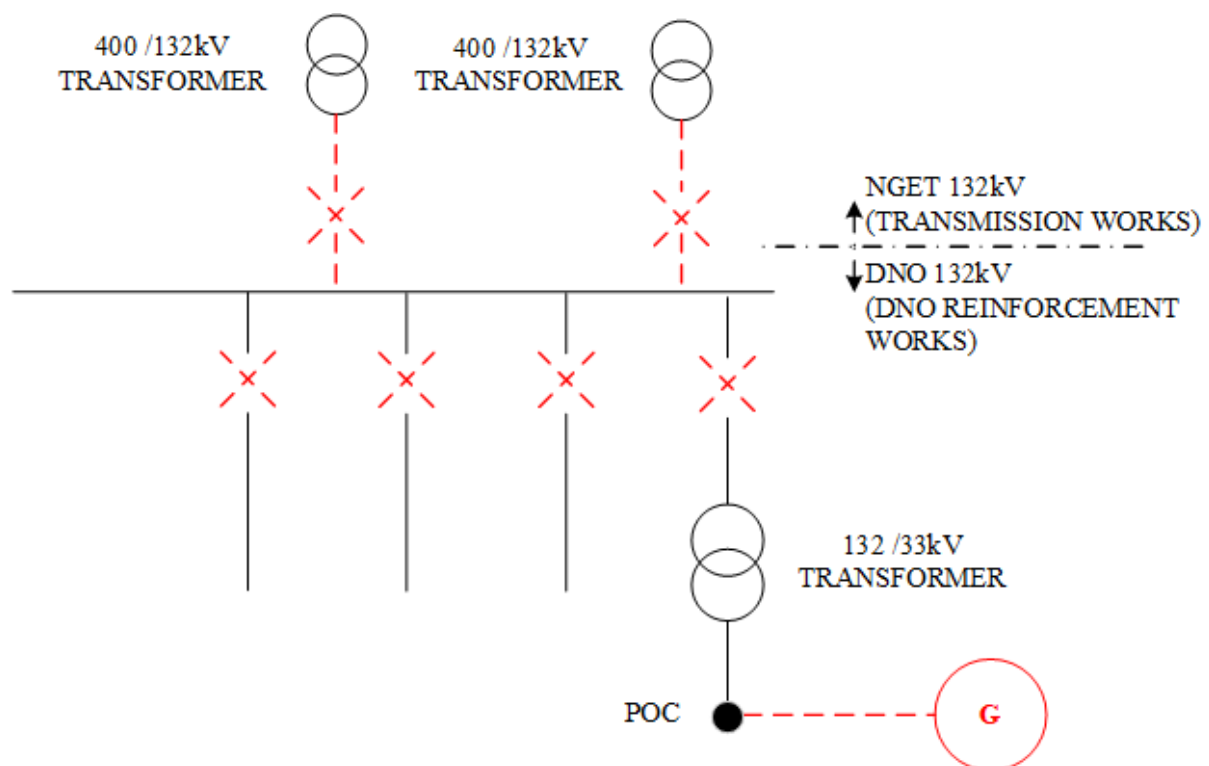 400 /132kV
TRANSFORMER
400 /132kV
TRANSFORMER
NGET 132kV
(TRANSMISSION WORKS)
DNO 132kV
(DNO REINFORCEMENT
WORKS)
132 /33kV
TRANSFORMER
POC
G